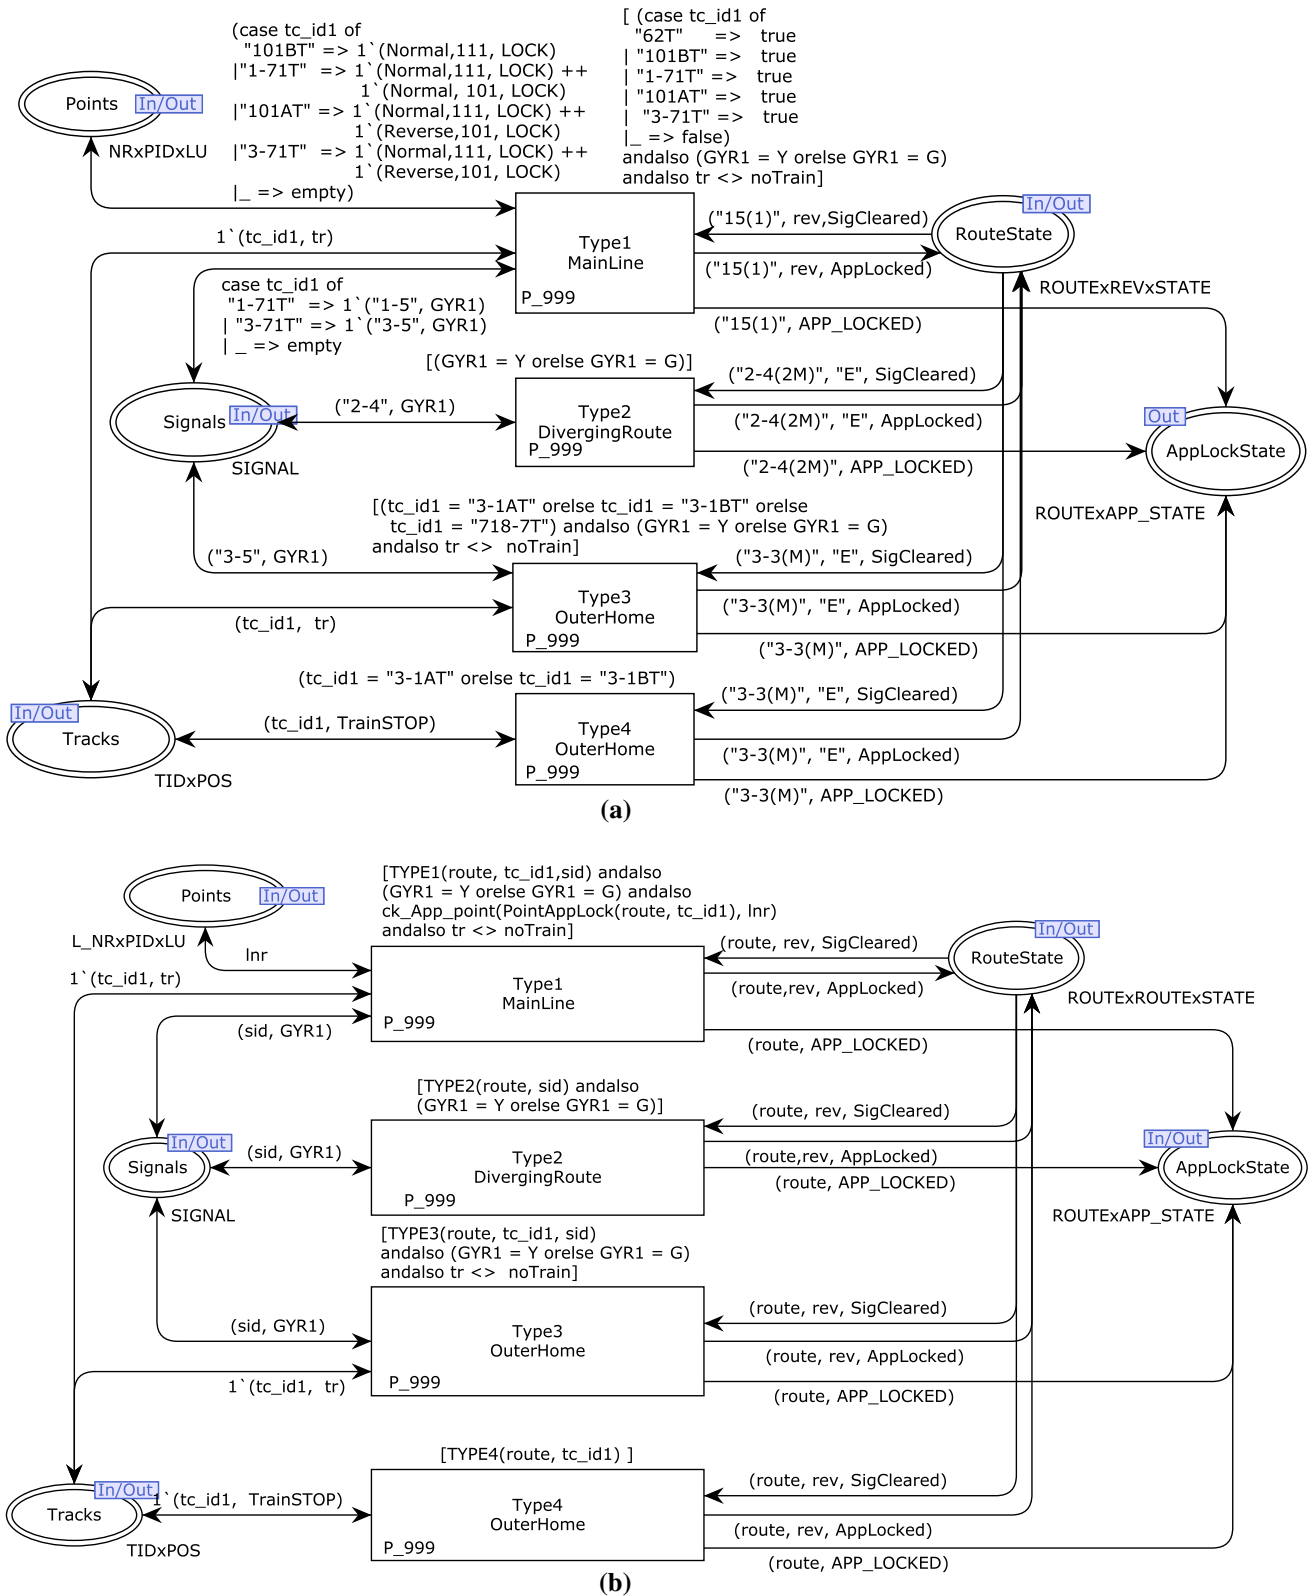 (case tc_id1 of
"101BT" => 1`(Normal,111, LOCK)
|"1-71T" => 1`(Normal,111, LOCK) ++
1`(Normal, 101, LOCK)
|"101AT" => 1`(Normal,111, LOCK) ++
1`(Reverse,101, LOCK)
|"3-71T" => 1`(Normal,111, LOCK) ++
1`(Reverse,101, LOCK)
|_ => empty)
[ (case tc_id1 of
"62T" => true
| "101BT" => true
| "1-71T" => true
| "101AT" => true
| "3-71T" => true
|_ => false)
andalso (GYR1 = Y orelse GYR1 = G)
andalso tr <> noTrain]
Points
In/Out
NRxPIDxLU
1`(tc_id1, tr)
Type1
MainLine
P_999
("15(1)", rev,SigCleared)
("15(1)", rev, AppLocked)
("15(1)", APP_LOCKED)
In/Out
RouteState
ROUTExREVxSTATE
case tc_id1 of
"1-71T" => 1`("1-5", GYR1)
| "3-71T" => 1`("3-5", GYR1)
| _ => empty
[(GYR1 = Y orelse GYR1 = G)]
Signals
In/Out
SIGNAL
("2-4", GYR1)
Type2
DivergingRoute
P_999
("2-4(2M)", "E", SigCleared)
("2-4(2M)", "E", AppLocked)
("2-4(2M)", APP_LOCKED)
Out
AppLockState
ROUTExAPP_STATE
[(tc_id1 = "3-1AT" orelse tc_id1 = "3-1BT" orelse
tc_id1 = "718-7T") andalso (GYR1 = Y orelse GYR1 = G)
andalso tr <> noTrain]
("3-5", GYR1)
(tc_id1, tr)
Type3
OuterHome
P_999
("3-3(M)", "E", SigCleared)
("3-3(M)", "E", AppLocked)
("3-3(M)", APP_LOCKED)
(tc_id1 = "3-1AT" orelse tc_id1 = "3-1BT")
In/Out
Tracks
TIDxPOS
(tc_id1, TrainSTOP)
Type4
OuterHome
P_999
("3-3(M)", "E", SigCleared)
("3-3(M)", "E", AppLocked)
("3-3(M)", APP_LOCKED)
(a)
[TYPE1(route, tc_id1,sid) andalso
(GYR1 = Y orelse GYR1 = G) andalso
ck_App_point(PointAppLock(route, tc_id1), lnr)
andalso tr <> noTrain]
Points
In/Out
L_NRxPIDxLU
lnr
1`(tc_id1, tr)
(sid, GYR1)
Type1
MainLine
P_999
(route, rev, SigCleared)
(route,rev, AppLocked)
(route, APP_LOCKED)
In/Out
RouteState
ROUTExROUTExSTATE
[TYPE2(route, sid) andalso
(GYR1 = Y orelse GYR1 = G)]
In/Out
Signals
SIGNAL
(sid, GYR1)
Type2
DivergingRoute
P_999
(route, rev, SigCleared)
(route,rev, AppLocked)
(route, APP_LOCKED)
In/Out
AppLockState
ROUTExAPP_STATE
[TYPE3(route, tc_id1, sid)
andalso (GYR1 = Y orelse GYR1 = G)
andalso tr <> noTrain]
(sid, GYR1)
1`(tc_id1, tr)
Type3
OuterHome
P_999
(route, rev, SigCleared)
(route, rev, AppLocked)
(route, APP_LOCKED)
[TYPE4(route, tc_id1) ]
In/Out
Tracks
TIDxPOS
1`(tc_id1, TrainSTOP)
Type4
OuterHome
P_999
(route, rev, SigCleared)
(route, rev, AppLocked)
(route, APP_LOCKED)
(b)